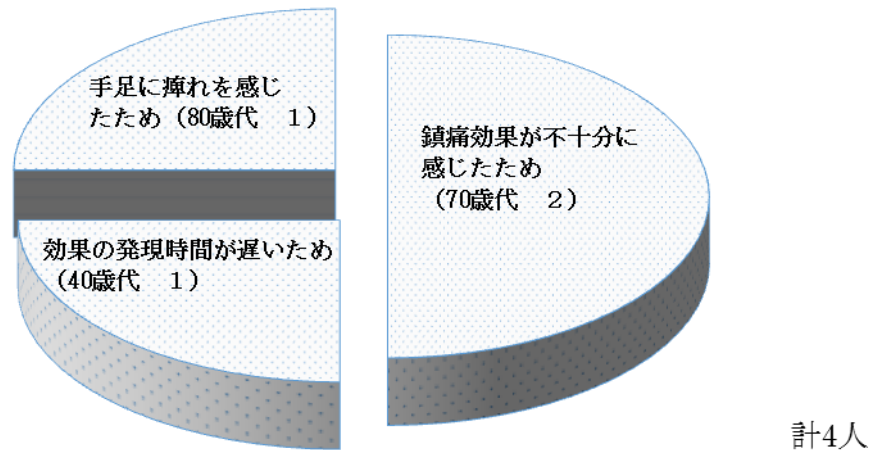 手足に痺れを感じ
たため（80歳代　１）
鎮痛効果が不十分に
感じたため
（70歳代　２）
効果の発現時間が遅いため
（40歳代　１）
計4人